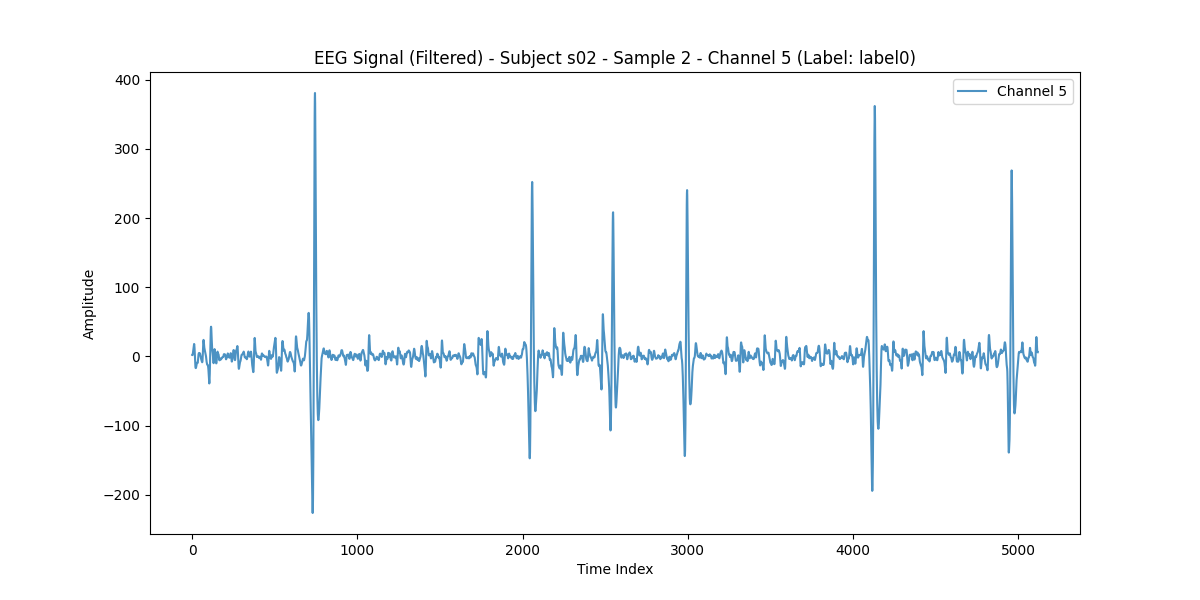 EEG Signal (Filtered) - Subject s02 - Sample 2 - Channel 5 (Label: label0)
Channel 5
400
300
200
100
0
−100
−200
Amplitude
0 1000 2000 3000 4000 5000
Time Index